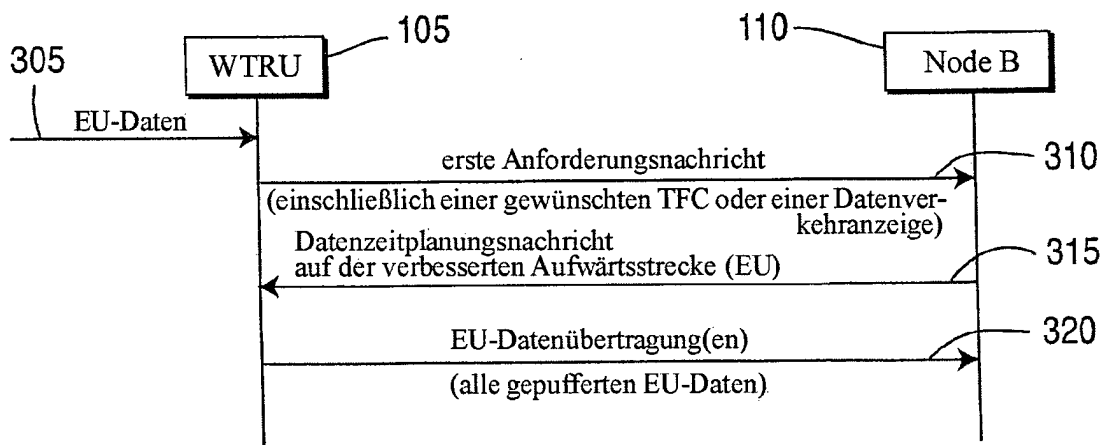 105
110
305
WTRU
Node B
EU-Daten
erste Anforderungsnachricht
310
(einschließlich einer gewünschten TFC oder einer Datenver-
kehranzeige)
Datenzeitplanungsnachricht
auf der verbesserten Aufwärtsstrecke (EU)
315
EU-Datenübertragung(en)
320
(alle gepufferten EU-Daten)